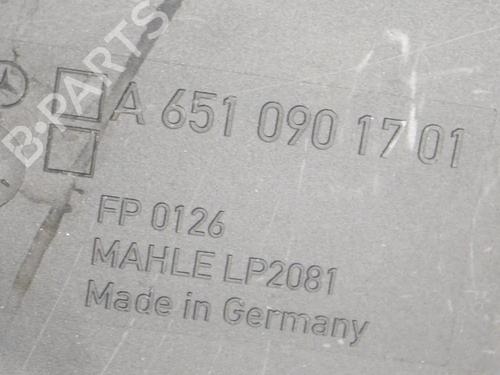 B-PARTS
A 651 090 17 01
FP 0126
MAHLE LP2081
Made in Germany